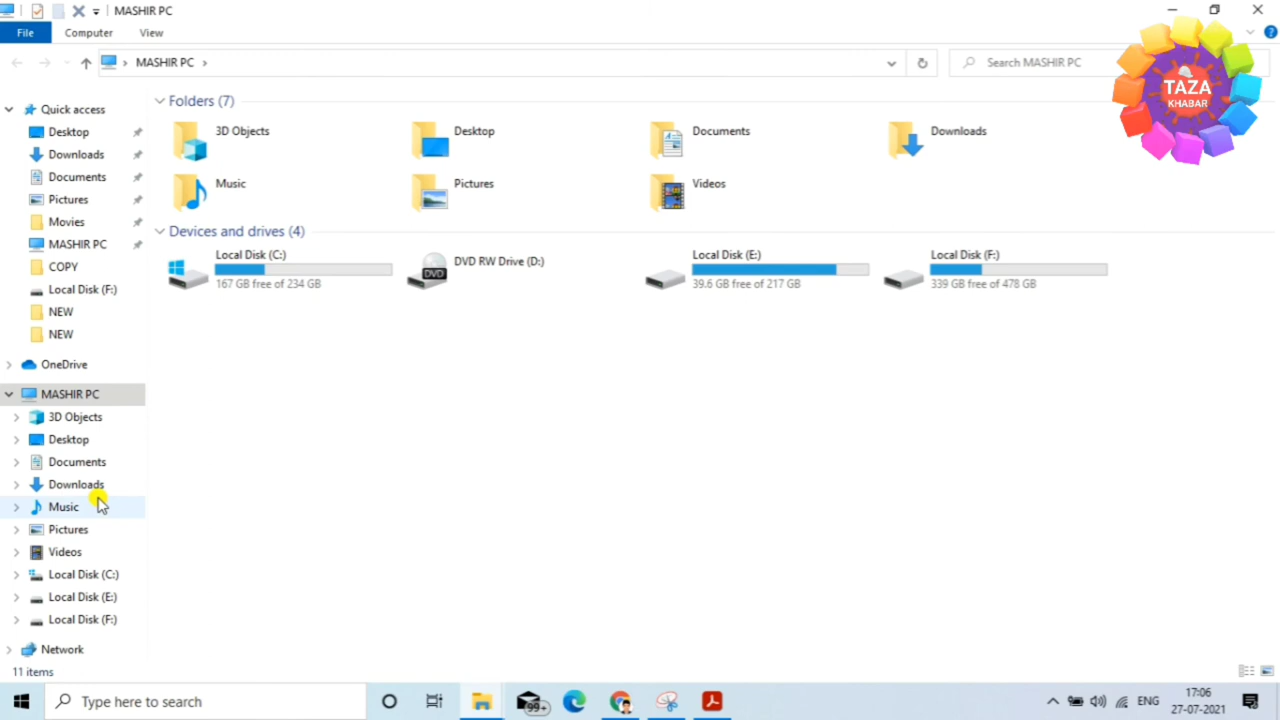 MASHIR PC
File
Computer
View
MASHIR PC
Search MASHIR PC
TAZA
KHABAR
Quick access
Desktop
Downloads
Documents
Pictures
Movies
MASHIR PC
COPY
Local Disk (F:)
NEW
NEW
OneDrive
MASHIR PC
3D Objects
Desktop
Documents
Downloads
Music
Pictures
Videos
Local Disk (C:)
Local Disk (E:)
Local Disk (F:)
Network
Folders (7)
3D Objects
Desktop
Documents
Downloads
Music
Pictures
Videos
Devices and drives (4)
Local Disk (C:)
167 GB free of 234 GB
DVD RW Drive (D:)
DVD
Local Disk (E:)
39.6 GB free of 217 GB
Local Disk (F:)
339 GB free of 478 GB
11 items
Type here to search
99+
ENG
17:06
27-07-2021